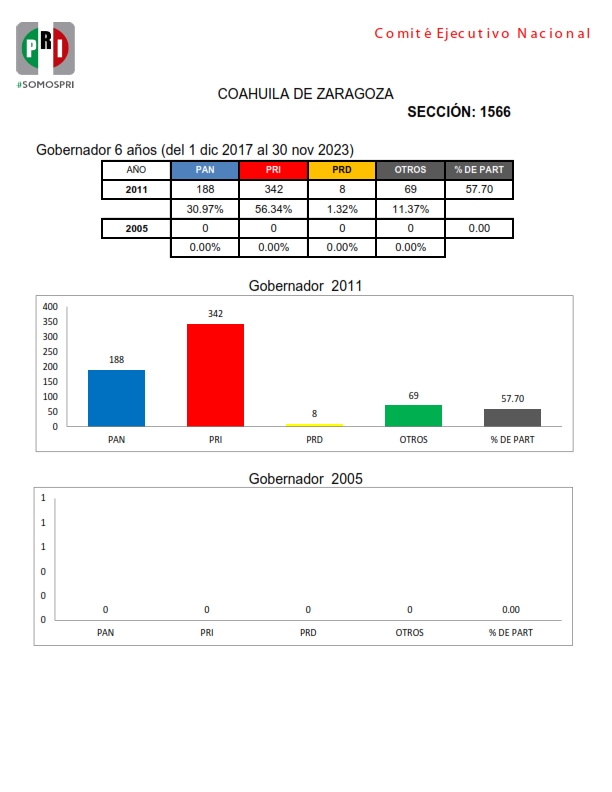 PRI
#SOMOSPRI
Comité Ejecutivo Nacional
COAHUILA DE ZARAGOZA
SECCIÓN: 1566
Gobernador 6 años (del 1 dic 2017 al 30 nov 2023)
AÑO PAN PRI PRD OTROS % DE PART
2011 188 342 8 69 57.70
30.97% 56.34% 1.32% 11.37%
2005 0 0 0 0 0.00
0.00% 0.00% 0.00% 0.00%
Gobernador 2011
400
350
300
250
200
150
100
50
0
188
342
8
69
57.70
PAN PRI PRD OTROS % DE PART
Gobernador 2005
1
1
1
0
0
0
0 0 0 0 0.00
PAN PRI PRD OTROS % DE PART